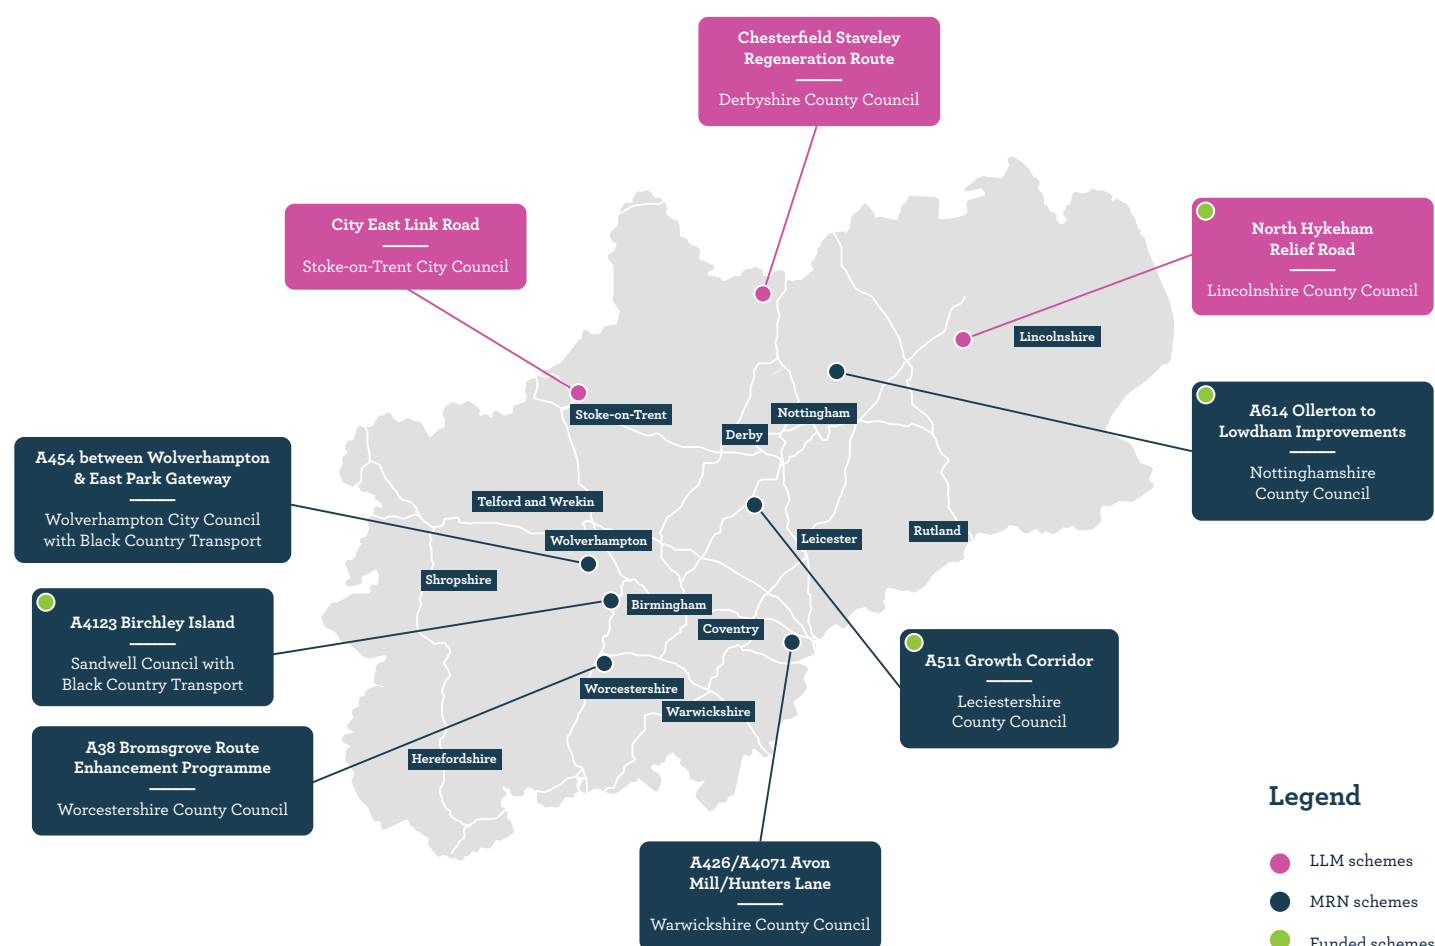 Chesterfield Staveley
Regeneration Route
Derbyshire County Council
City East Link Road
Stoke-on-Trent City Council
North Hykeham
Relief Road
Lincolnshire County Council
Lincolnshire
A614 Ollerton to
Lowdham Improvements
Nottinghamshire
County Council
Stoke-on-Trent
Nottingham
Derby
A454 between Wolverhampton
& East Park Gateway
Wolverhampton City Council
with Black Country Transport
Telford and Wrekin
Wolverhampton
Leicester
Rutland
Shropshire
Birmingham
Coventry
A4123 Birchley Island
Sandwell Council with
Black Country Transport
A511 Growth Corridor
Leciestershire
County Council
Worcestershire
Warwickshire
Herefordshire
A38 Bromsgrove Route
Enhancement Programme
Worcestershire County Council
A426/A4071 Avon
Mill/Hunters Lane
Warwickshire County Council
Legend
LLM schemes
MRN schemes
Funded schemes